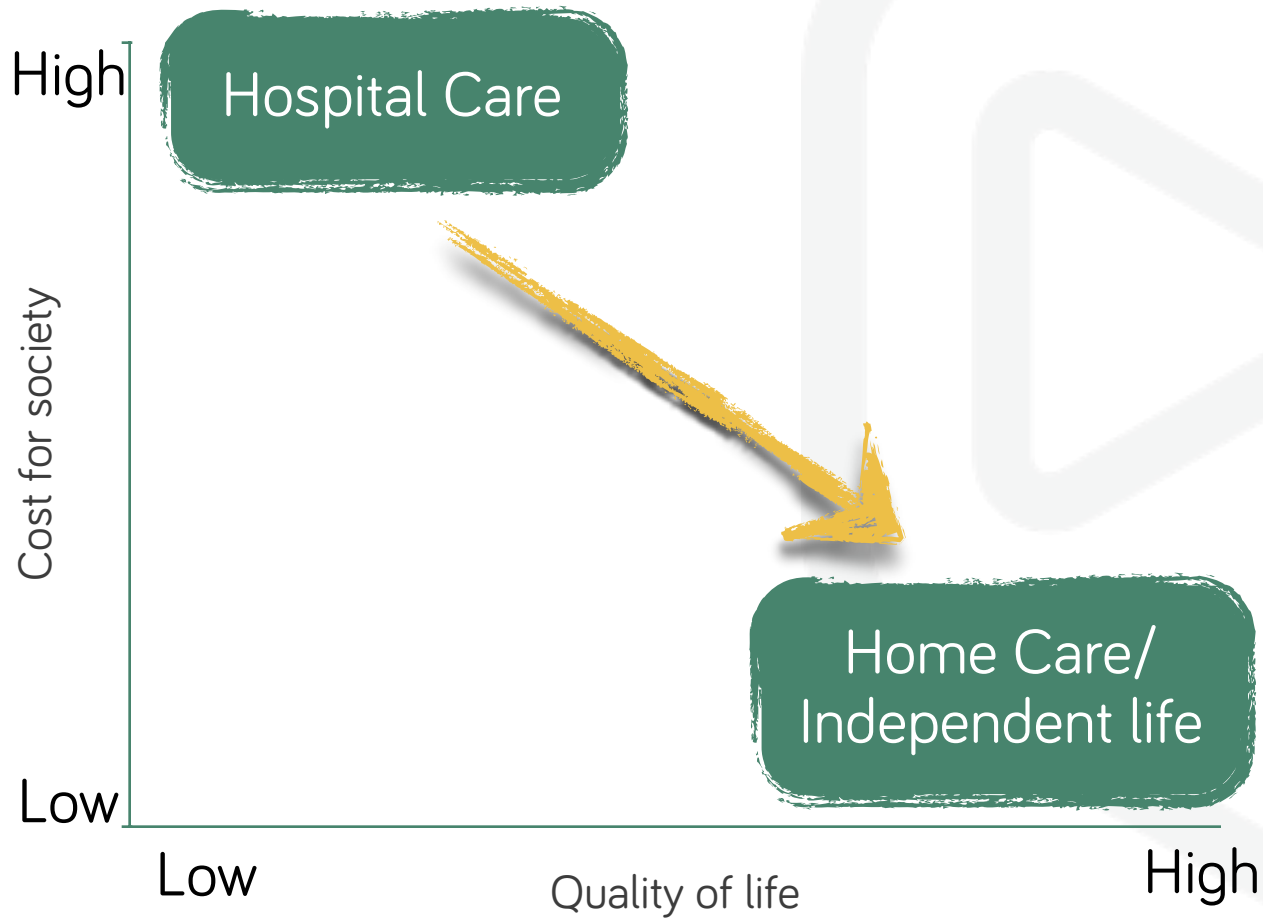 High
Hospital Care
Cost for society
Home Care/
Independent life
Low
Low
Quality of life
High